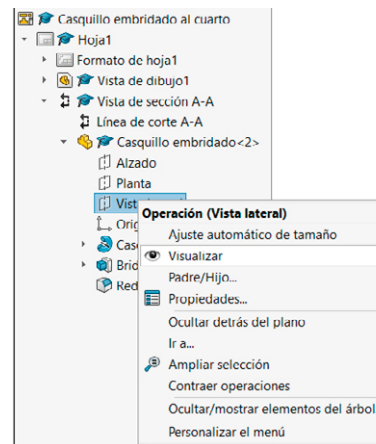 Casquillo embridado al cuarto
Hoja1
Formato de hoja1
Vista de dibujo1
Vista de sección A-A
Línea de corte A-A
Casquillo embridado<2>
Alzado
Planta
Operación (Vista lateral)
Ajuste automático de tamaño
Visualizar
Padre/Hijo...
Propiedades...
Ocultar detrás del plano
Ir a...
Ampliar selección
Contraer operaciones
Ocultar/mostrar elementos del árbol
Personalizar el menú